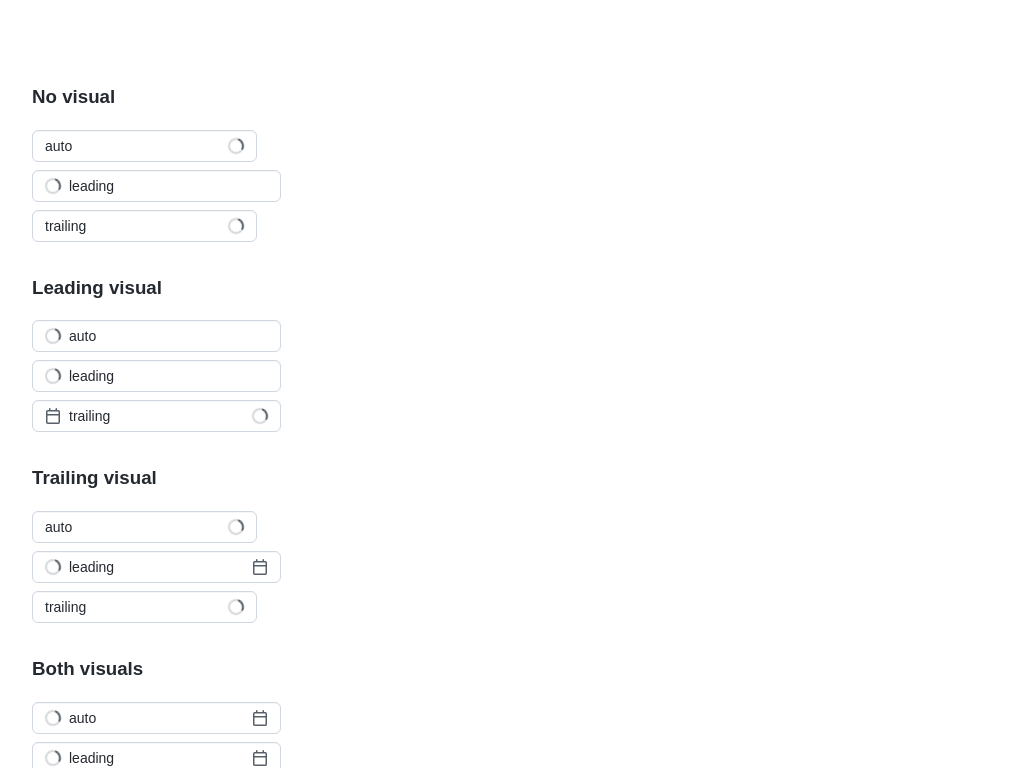 No visual
auto
leading
trailing
Leading visual
auto
leading
trailing
Trailing visual
auto
leading
trailing
Both visuals
auto
leading